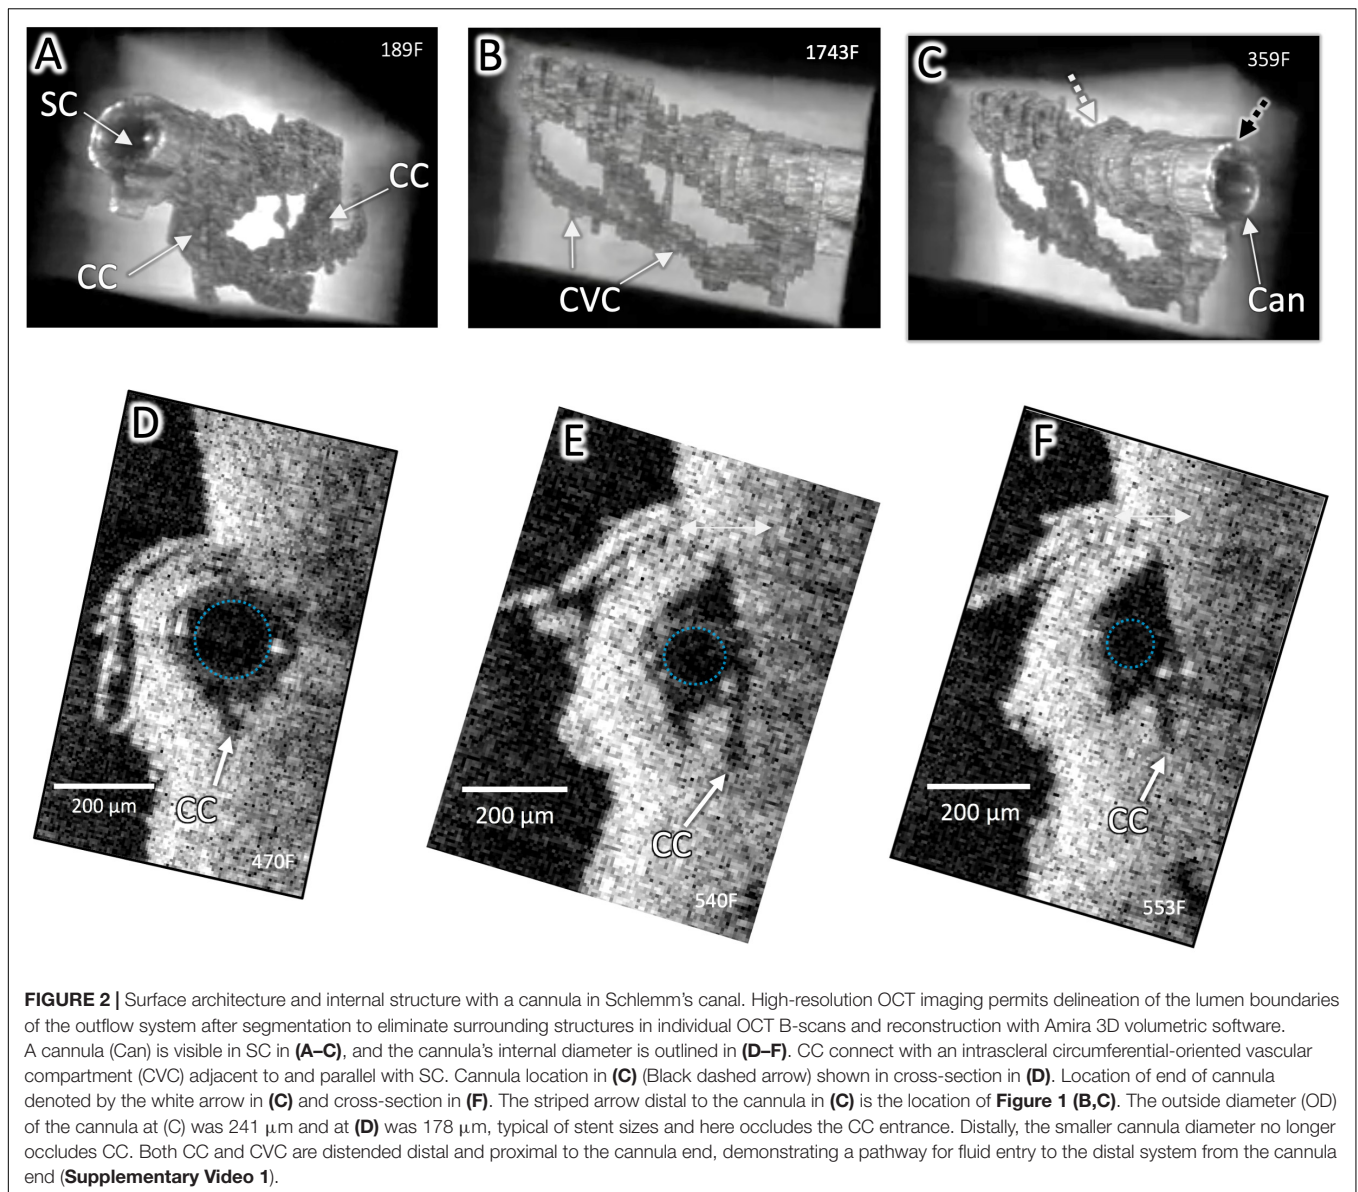 A
189F
SC
CC
CC
B
1743F
CVC
C
359F
Can
D
200 μm
CC
470F
E
200 μm
CC
540F
F
200 μm
CC
553F
FIGURE 2 | Surface architecture and internal structure with a cannula in Schlemm's canal. High-resolution OCT imaging permits delineation of the lumen boundaries
of the outflow system after segmentation to eliminate surrounding structures in individual OCT B-scans and reconstruction with Amira 3D volumetric software.
A cannula (Can) is visible in SC in (A–C), and the cannula's internal diameter is outlined in (D–F). CC connect with an intrascleral circumferential-oriented vascular
compartment (CVC) adjacent to and parallel with SC. Cannula location in (C) (Black dashed arrow) shown in cross-section in (D). Location of end of cannula
denoted by the white arrow in (C) and cross-section in (F). The striped arrow distal to the cannula in (C) is the location of Figure 1 (B,C). The outside diameter (OD)
of the cannula at (C) was 241 μm and at (D) was 178 μm, typical of stent sizes and here occludes the CC entrance. Distally, the smaller cannula diameter no longer
occludes CC. Both CC and CVC are distended distal and proximal to the cannula end, demonstrating a pathway for fluid entry to the distal system from the cannula
end (Supplementary Video 1).